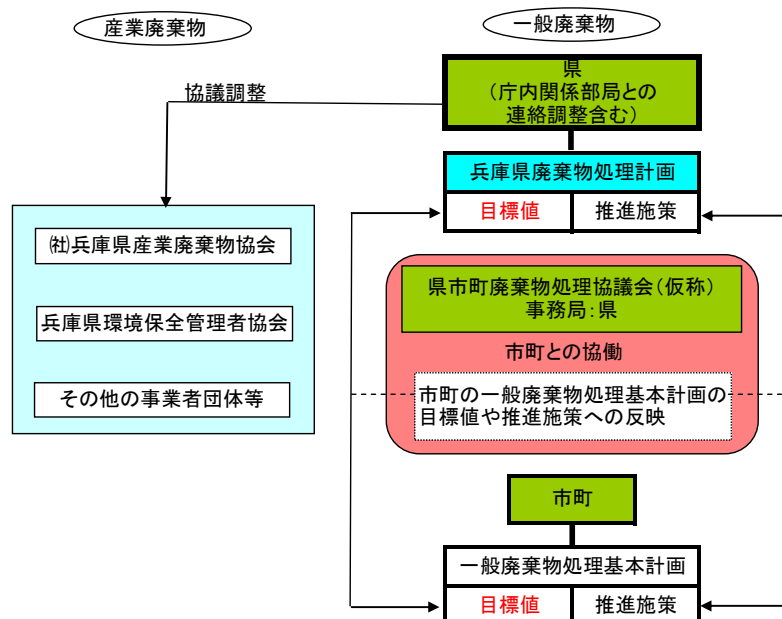 産業廃棄物
一般廃棄物
県
(庁内関係部局との
連絡調整含む)
協議調整
兵庫県廃棄物処理計画
目標値
推進施策
㈳兵庫県産業廃棄物協会
兵庫県環境保全管理者協会
その他の事業者団体等
県市町廃棄物処理協議会(仮称)
事務局:県
市町との協働
市町の一般廃棄物処理基本計画の
目標値や推進施策への反映
市町
一般廃棄物処理基本計画
目標値
推進施策